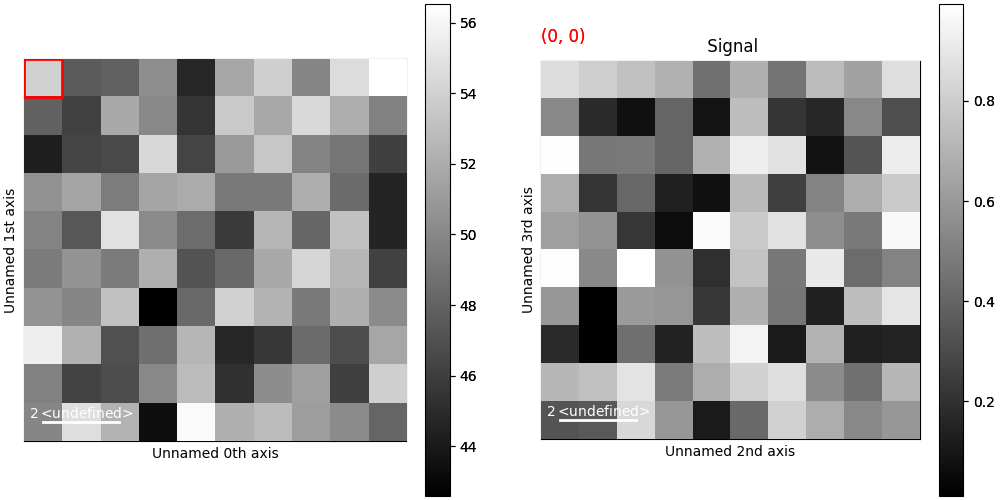 Unnamed 1st axis
2 <undefined>
Unnamed 0th axis
56
54
52
50
48
46
44
(0, 0)
Signal
Unnamed 3rd axis
2 <undefined>
Unnamed 2nd axis
0.8
0.6
0.4
0.2